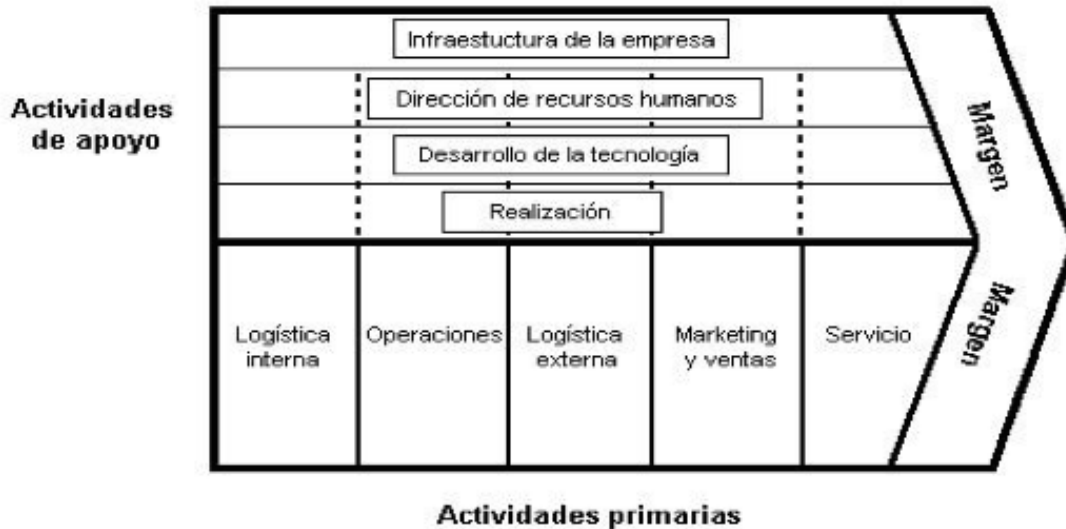 Infraestuctura de la empresa
Actividades
de apoyo
Dirección de recursos humanos
Desarrollo de la tecnología
Realización
Margen
Margen
Logística
interna
Operaciones
Logística
externa
Marketing
y ventas
Servicio
Actividades primarias